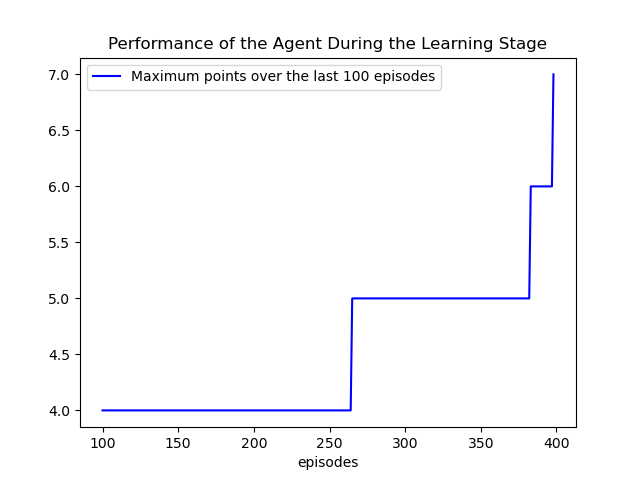 Performance of the Agent During the Learning Stage
Maximum points over the last 100 episodes
7.0
6.5
6.0
5.5
5.0
4.5
4.0
100 150 200 250 300 350 400
episodes